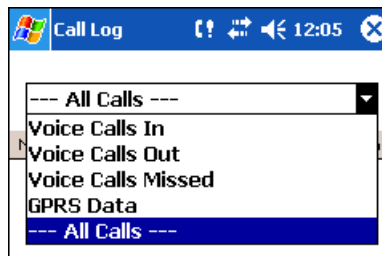 Call Log 12:05
--- All Calls ---
Voice Calls In
Voice Calls Out
Voice Calls Missed
GPRS Data
--- All Calls ---